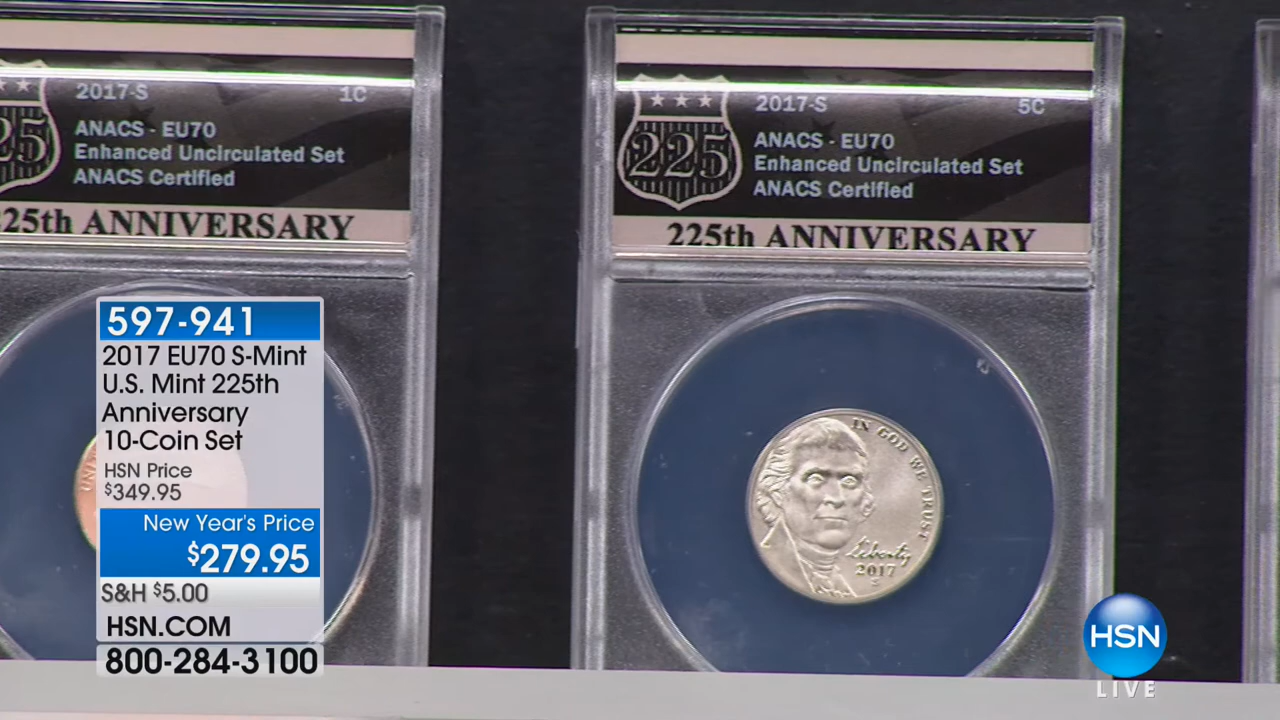 2017-S 1C
ANACS - EU70
Enhanced Uncirculated Set
ANACS Certified
25
25th ANNIVERSARY
2017-S 5C
ANACS - EU70
Enhanced Uncirculated Set
ANACS Certified
225
225th ANNIVERSARY
IN GOD WE TRUST
Liberty
2017
S
UNI
597-941
2017 EU70 S-Mint
U.S. Mint 225th
Anniversary
10-Coin Set
HSN Price
$349.95
New Year's Price
$279.95
S&H $5.00
HSN.COM
800-284-3100
HSN
LIVE